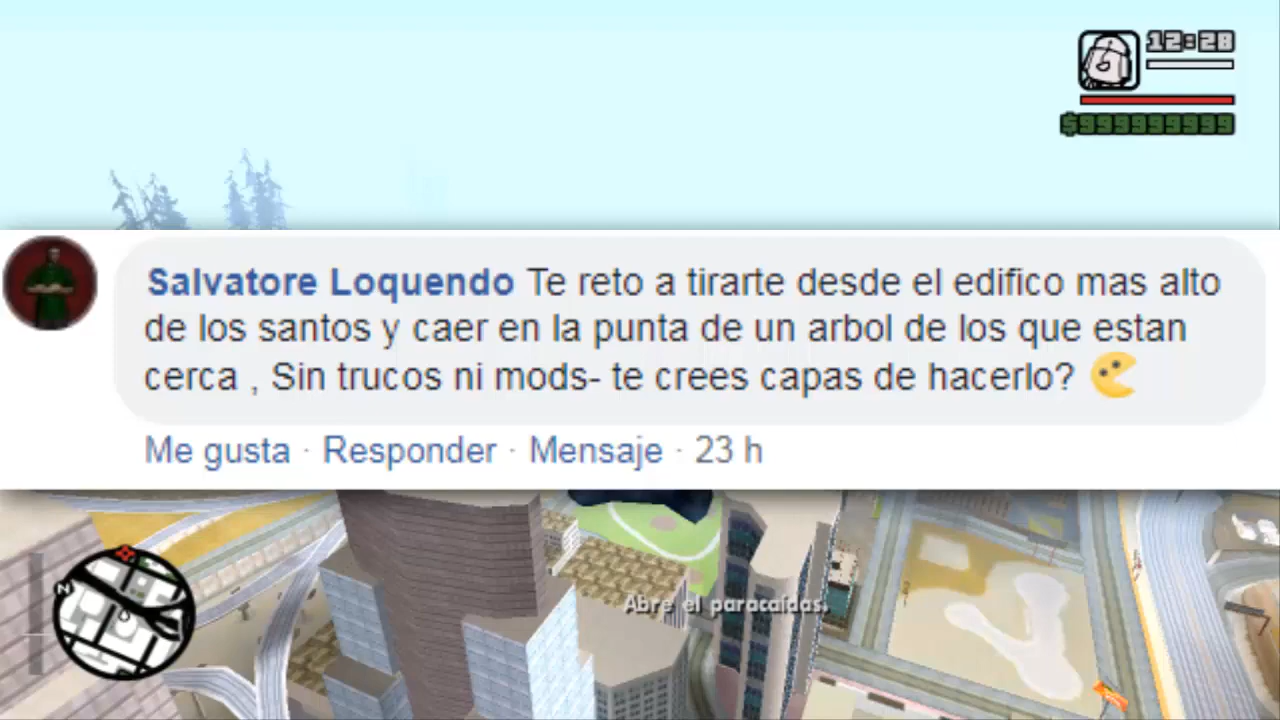 12:28
$999999999
Salvatore Loquendo Te reto a tirarte desde el edifico mas alto
de los santos y caer en la punta de un arbol de los que estan
cerca , Sin trucos ni mods- te crees capas de hacerlo?
Me gusta · Responder · Mensaje · 23 h
N
Abre el paracaídas.